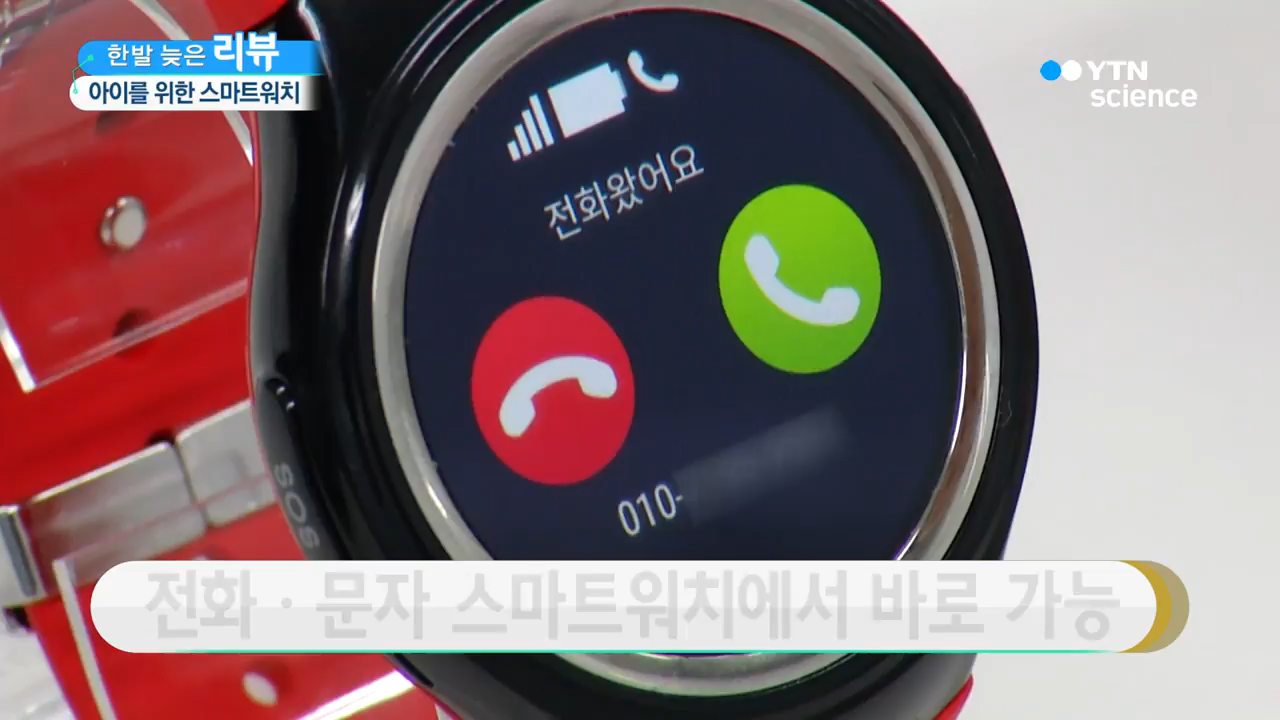 한발 늦은 리뷰
아이를 위한 스마트워치
YTN
science
전화왔어요
010-
SOS
전화·문자 스마트워치에서 바로 가능